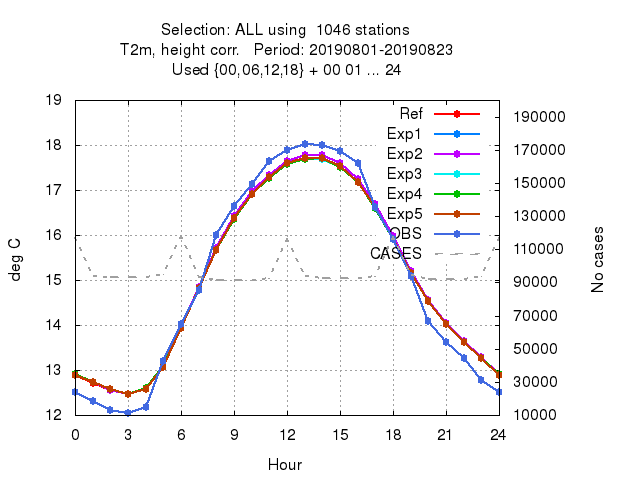 Selection: ALL using  1046 stations
T2m, height corr.   Period: 20190801-20190823
Used {00,06,12,18} + 00 01 ... 24
19
18
17
16
15
14
13
12
deg C
190000
170000
150000
130000
110000
90000
70000
50000
30000
10000
No cases
Ref
Exp1
Exp2
Exp3
Exp4
Exp5
OBS
CASES
0 3 6 9 12 15 18 21 24
Hour